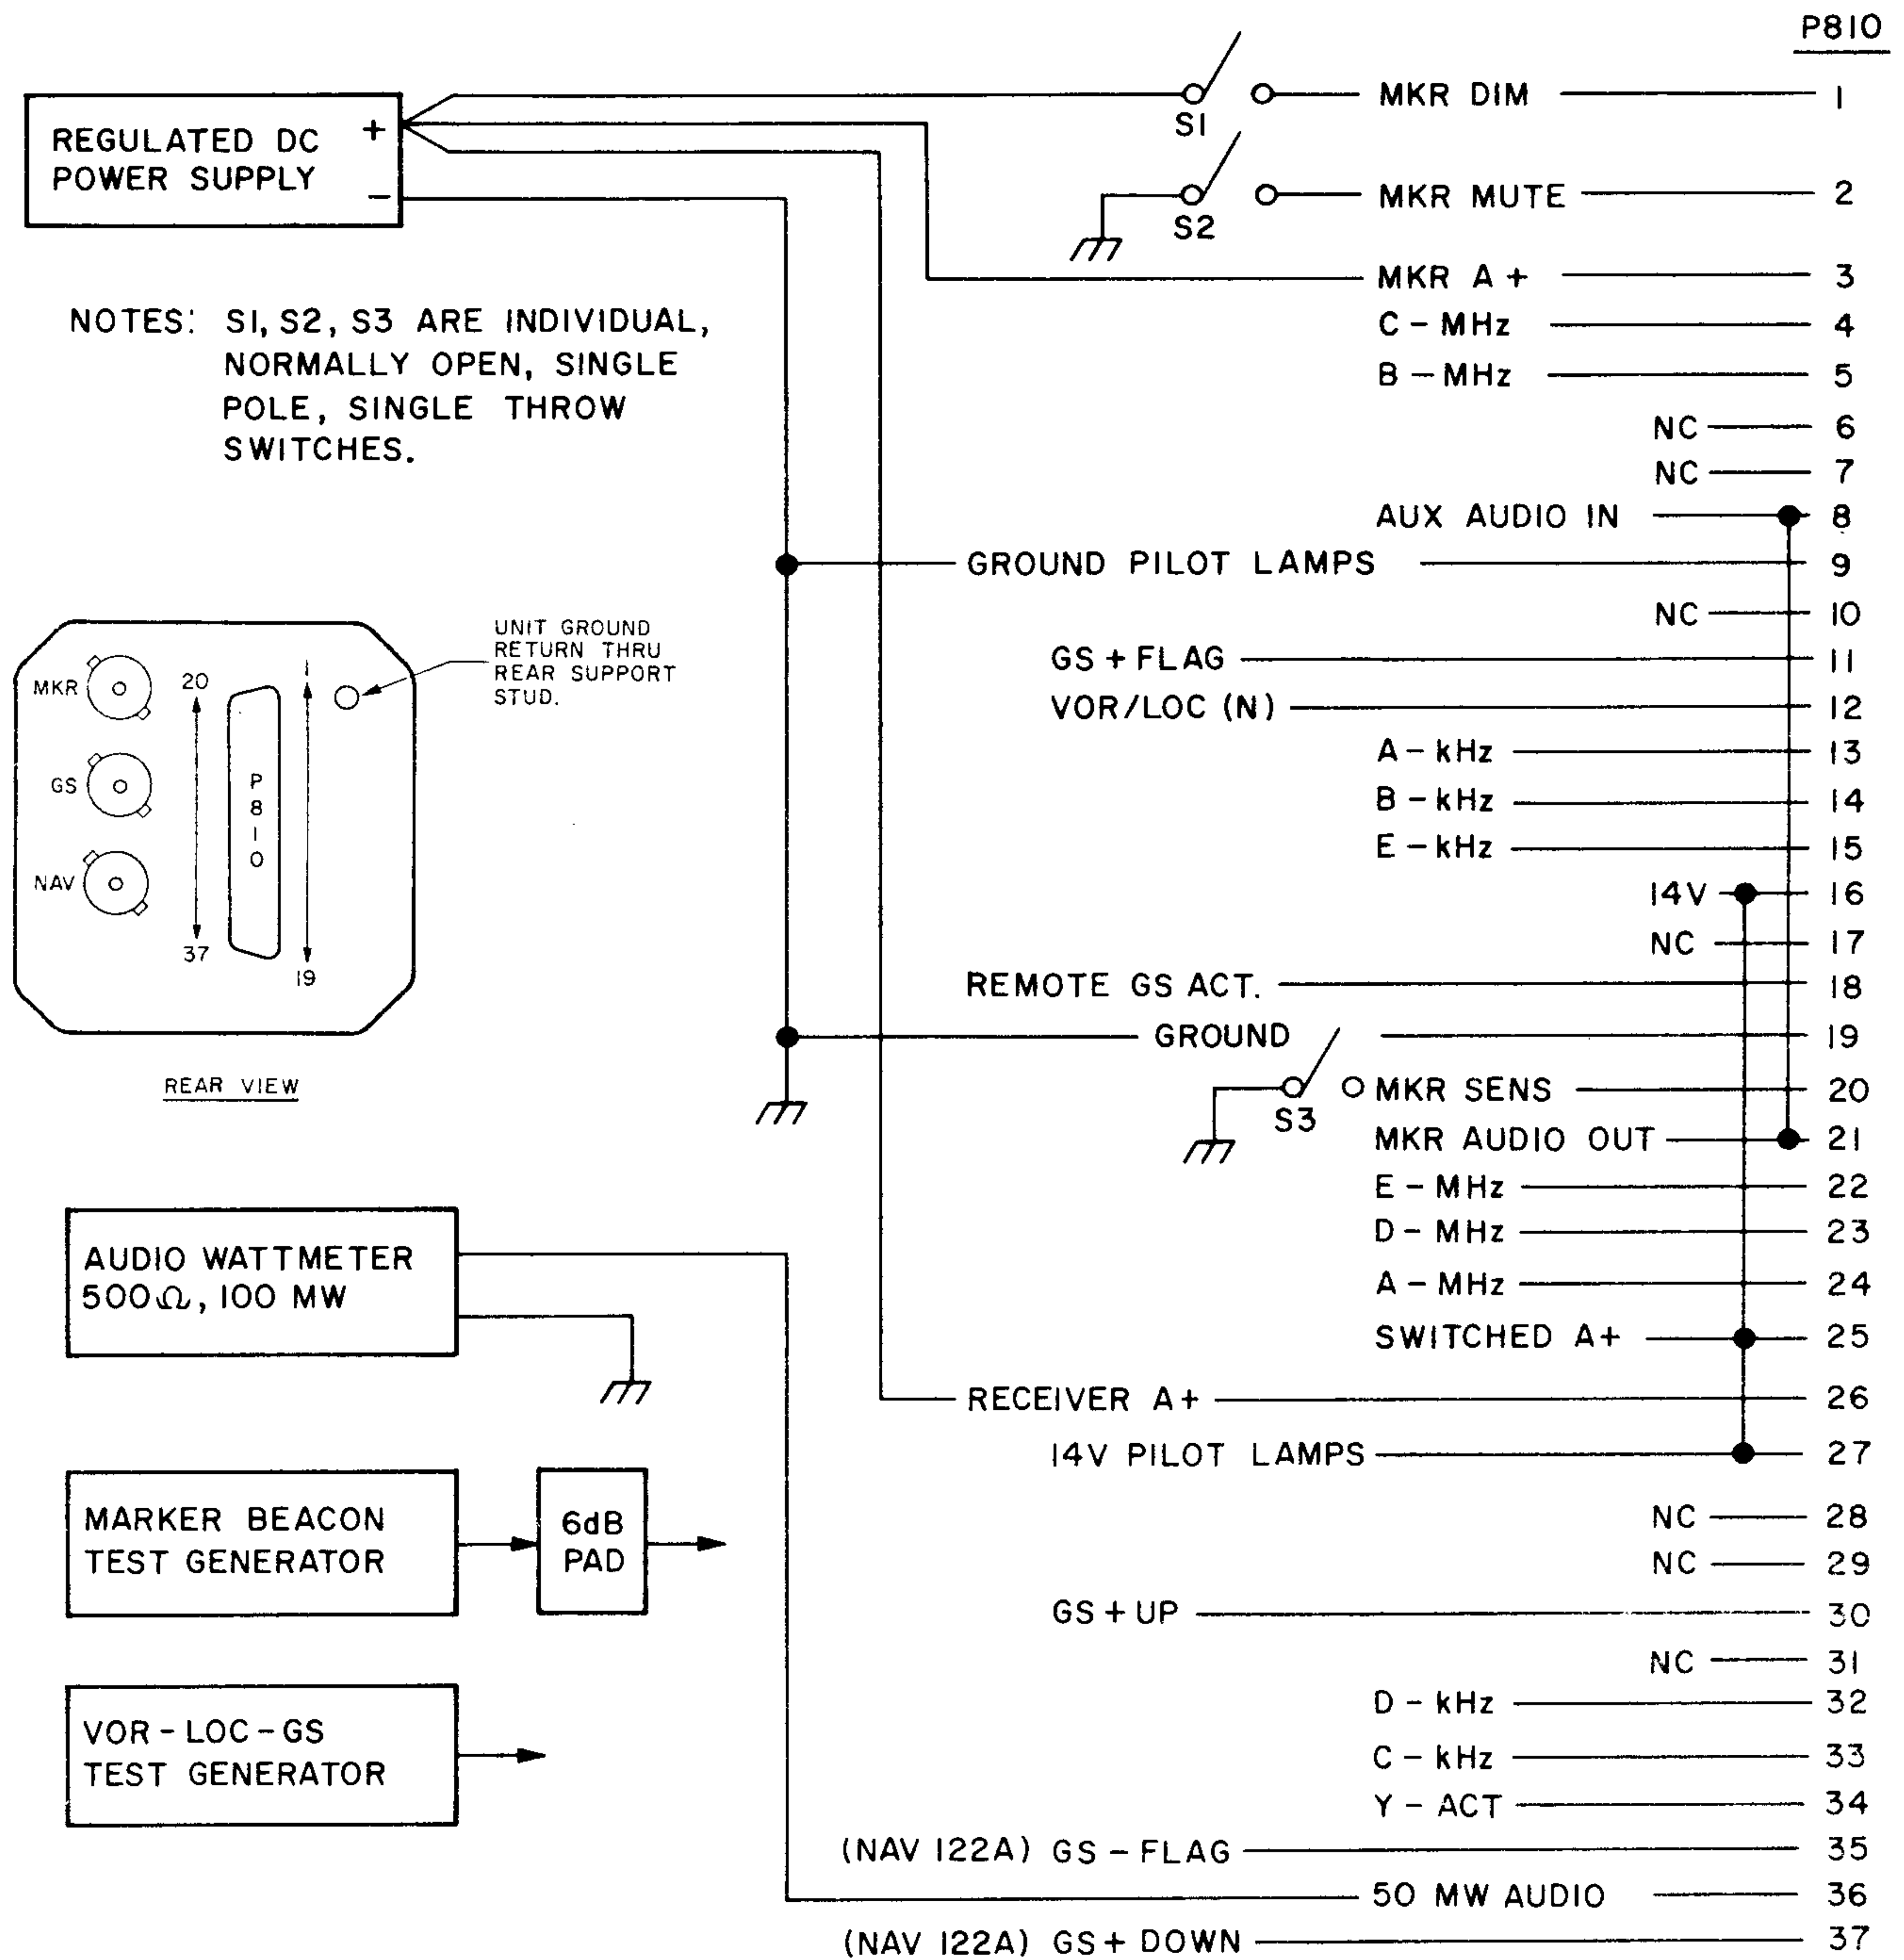 P810
REGULATED DC
POWER SUPPLY
+
−
S1
MKR DIM 1
S2
MKR MUTE 2
MKR A+ 3
C - MHz 4
B - MHz 5
NC 6
NC 7
AUX AUDIO IN 8
GROUND PILOT LAMPS 9
NC 10
GS + FLAG 11
VOR/LOC (N) 12
A - kHz 13
B - kHz 14
E - kHz 15
14V 16
NC 17
REMOTE GS ACT. 18
GROUND 19
S3
MKR SENS 20
MKR AUDIO OUT 21
E - MHz 22
D - MHz 23
A - MHz 24
SWITCHED A+ 25
RECEIVER A+ 26
14V PILOT LAMPS 27
NC 28
NC 29
GS + UP 30
NC 31
D - kHz 32
C - kHz 33
Y - ACT 34
(NAV 122A) GS - FLAG 35
50 MW AUDIO 36
(NAV 122A) GS + DOWN 37
NOTES: S1, S2, S3 ARE INDIVIDUAL,
NORMALLY OPEN, SINGLE
POLE, SINGLE THROW
SWITCHES.
UNIT GROUND
RETURN THRU
REAR SUPPORT
STUD.
MKR
GS
NAV
20
37
P
8
1
0
1
19
REAR VIEW
AUDIO WATTMETER
500Ω, 100 MW
MARKER BEACON
TEST GENERATOR
6dB
PAD
VOR - LOC - GS
TEST GENERATOR